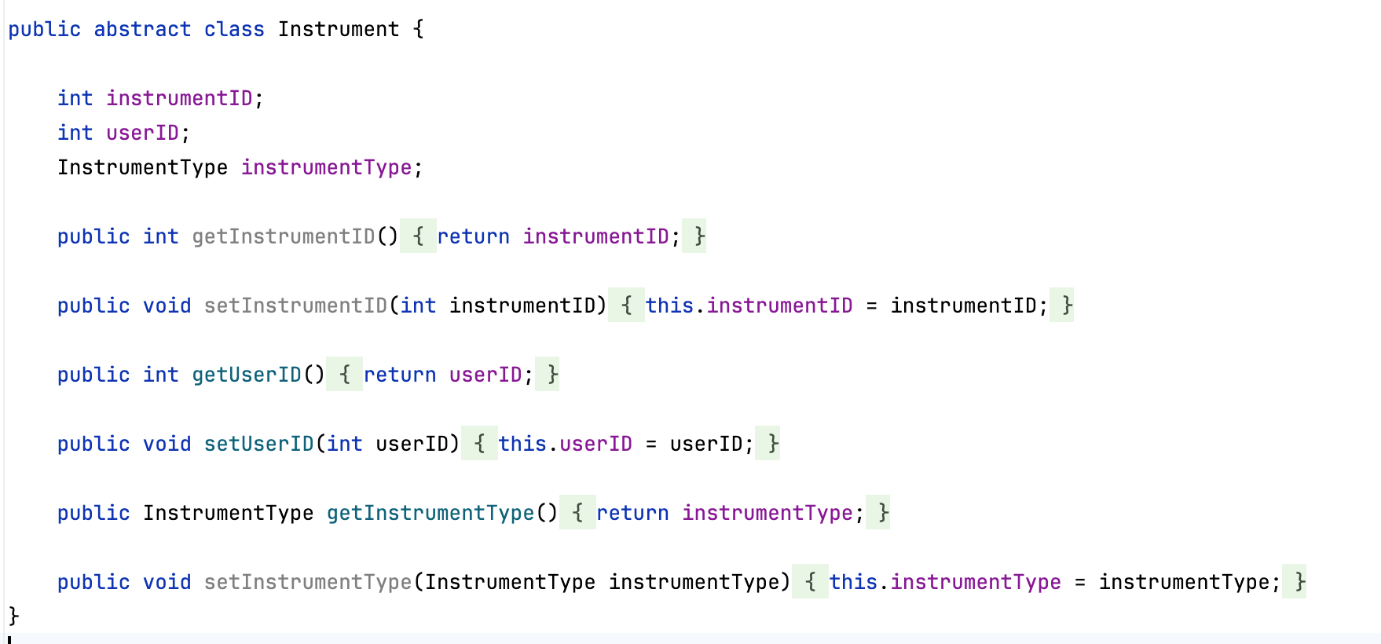 public abstract class Instrument {
int instrumentID;
int userID;
InstrumentType instrumentType;
public int getInstrumentID() { return instrumentID; }
public void setInstrumentID(int instrumentID) { this.instrumentID = instrumentID; }
public int getUserID() { return userID; }
public void setUserID(int userID) { this.userID = userID; }
public InstrumentType getInstrumentType() { return instrumentType; }
public void setInstrumentType(InstrumentType instrumentType) { this.instrumentType = instrumentType; }
}